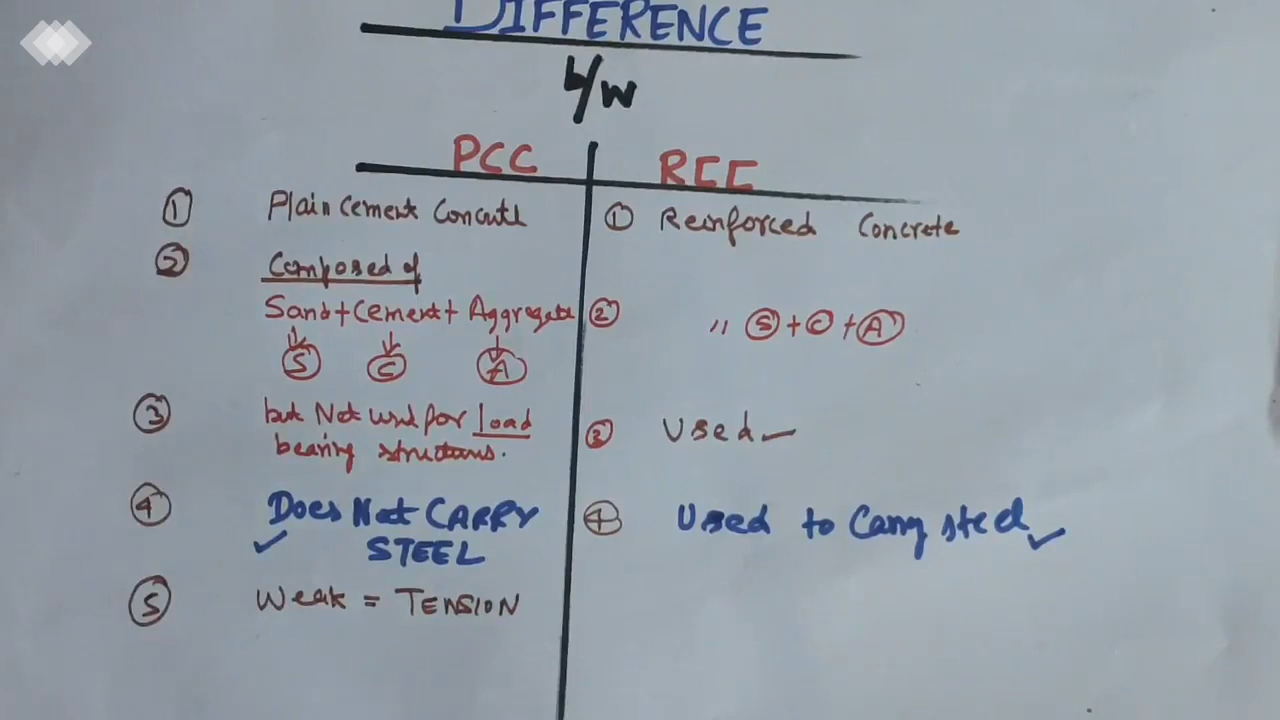 DIFFERENCE
b/w
PCC RCC
① Plain Cement Concrete ① Reinforced Concrete
② Composed of
Sand + Cement + Aggregate ② " Ⓢ + Ⓒ + Ⓐ
Ⓢ Ⓒ Ⓐ
③ but Not used for load ③ Used
bearing structures.
④ Does Not CARRY ④ Used to Carry steel ✓
✓ STEEL
⑤ Weak = TENSION